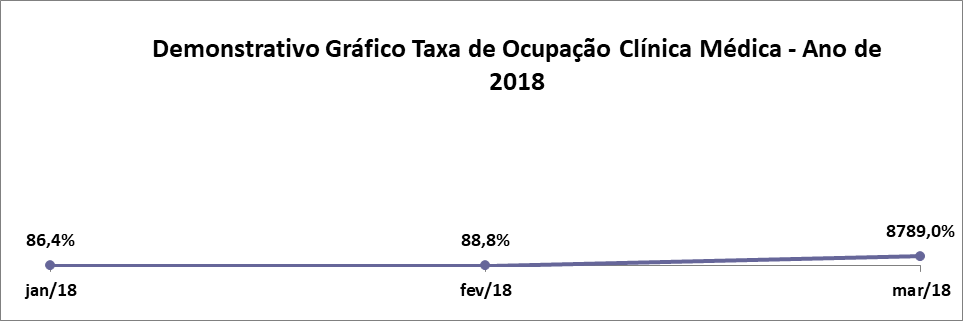 Demonstrativo Gráfico Taxa de Ocupação Clínica Médica - Ano de
2018
86,4%
88,8%
8789,0%
jan/18
fev/18
mar/18